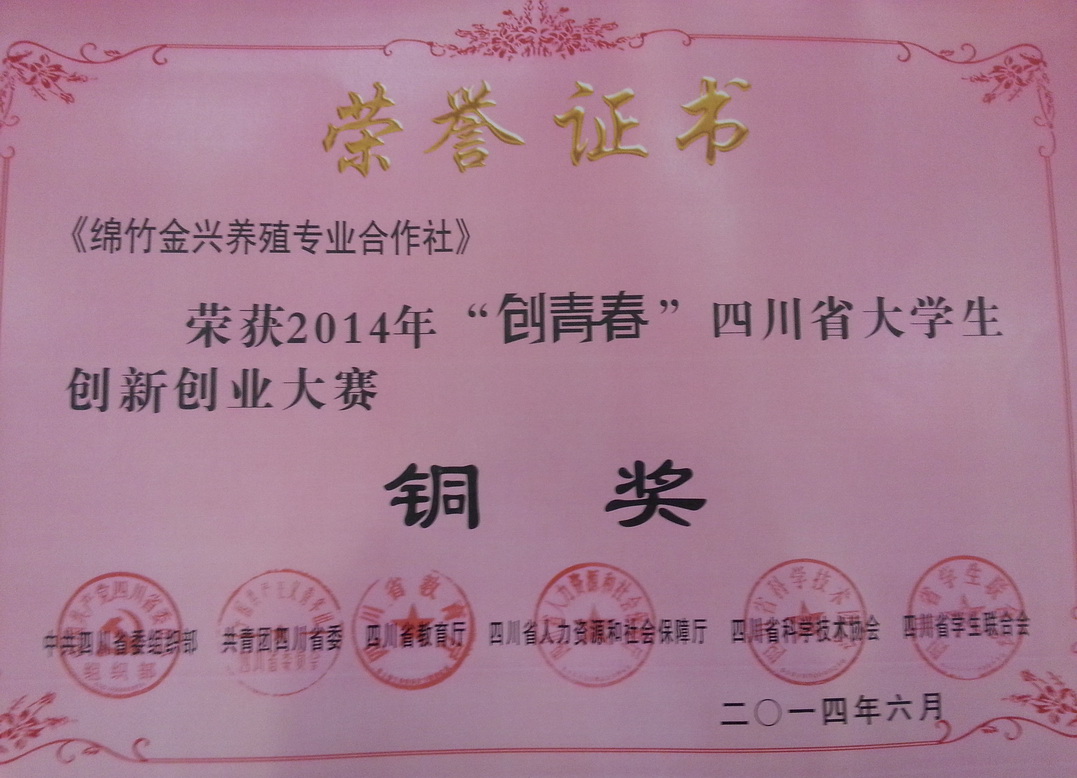 荣誉证书
《绵竹金兴养殖专业合作社》
荣获2014年“创青春”四川省大学生
创新创业大赛
铜 奖
中共四川省委组织部 共青团四川省委 四川省教育厅 四川省人力资源和社会保障厅 四川省科学技术协会 四川省学生联合会
组织部
二〇一四年六月